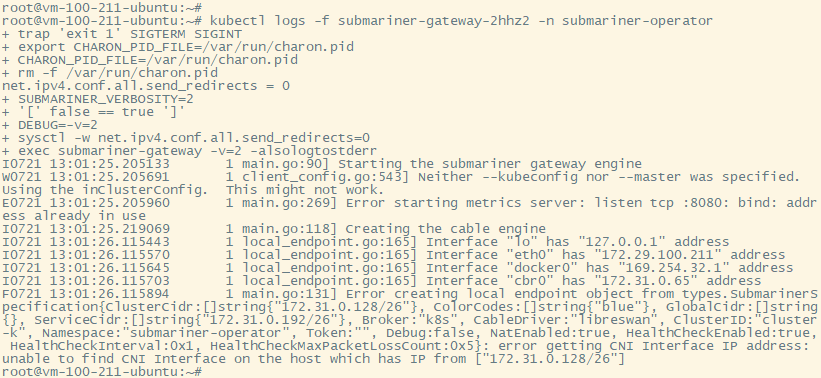 root@vm-100-211-ubuntu:~#
root@vm-100-211-ubuntu:~# kubectl logs -f submariner-gateway-2hhz2 -n submariner-operator
+ trap 'exit 1' SIGTERM SIGINT
+ export CHARON_PID_FILE=/var/run/charon.pid
+ CHARON_PID_FILE=/var/run/charon.pid
+ rm -f /var/run/charon.pid
net.ipv4.conf.all.send_redirects = 0
+ SUBMARINER_VERBOSITY=2
+ '[' false == true ']'
+ DEBUG=-v=2
+ sysctl -w net.ipv4.conf.all.send_redirects=0
+ exec submariner-gateway -v=2 -alsologtostderr
I0721 13:01:25.205133       1 main.go:90] Starting the submariner gateway engine
W0721 13:01:25.205691       1 client_config.go:543] Neither --kubeconfig nor --master was specified.
Using the inClusterConfig.  This might not work.
E0721 13:01:25.205960       1 main.go:269] Error starting metrics server: listen tcp :8080: bind: addr
ess already in use
I0721 13:01:25.219069       1 main.go:118] Creating the cable engine
I0721 13:01:26.115443       1 local_endpoint.go:165] Interface "lo" has "127.0.0.1" address
I0721 13:01:26.115570       1 local_endpoint.go:165] Interface "eth0" has "172.29.100.211" address
I0721 13:01:26.115645       1 local_endpoint.go:165] Interface "docker0" has "169.254.32.1" address
I0721 13:01:26.115703       1 local_endpoint.go:165] Interface "cbr0" has "172.31.0.65" address
F0721 13:01:26.115894       1 main.go:131] Error creating local endpoint object from types.SubmarinerS
pecification{ClusterCidr:[]string{"172.31.0.128/26"}, ColorCodes:[]string{"blue"}, GlobalCidr:[]string
{}, ServiceCidr:[]string{"172.31.0.192/26"}, Broker:"k8s", CableDriver:"libreswan", ClusterID:"cluster
-k", Namespace:"submariner-operator", Token:"", Debug:false, NatEnabled:true, HealthCheckEnabled:true,
 HealthCheckInterval:0x1, HealthCheckMaxPacketLossCount:0x5}: error getting CNI Interface IP address:
unable to find CNI Interface on the host which has IP from ["172.31.0.128/26"]
root@vm-100-211-ubuntu:~#